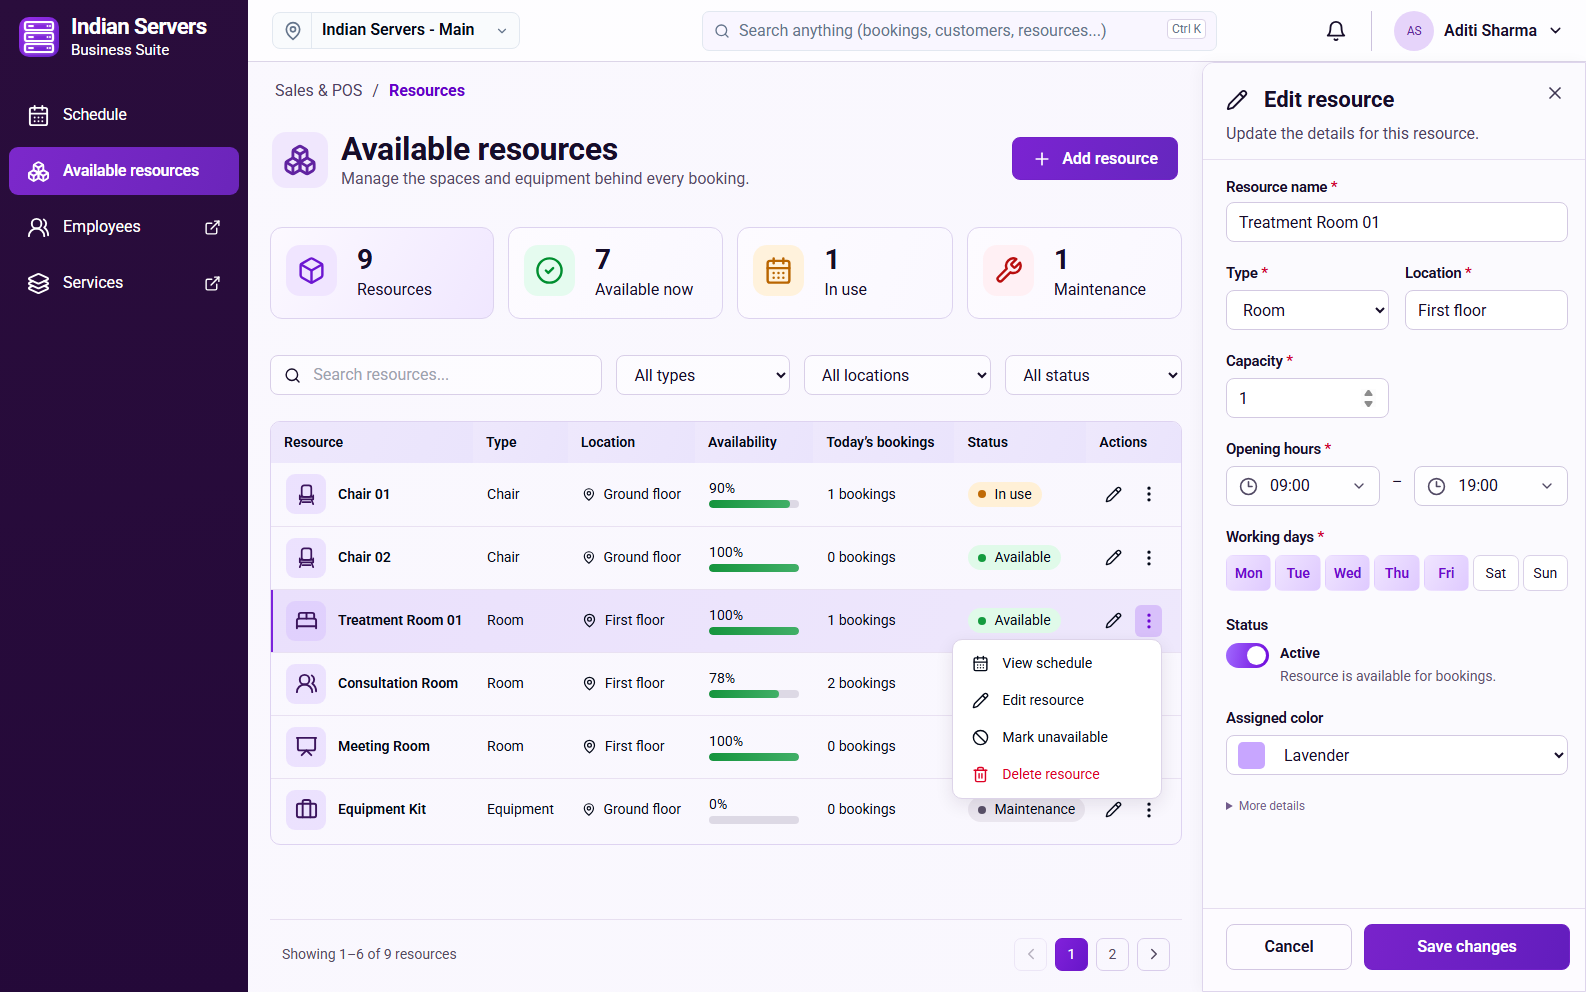 Indian Servers
Business Suite
Schedule
Available resources
Employees
Services
Indian Servers - Main
Search anything (bookings, customers, resources...)
Ctrl K
AS
Aditi Sharma
Sales & POS / Resources
Available resources
Manage the spaces and equipment behind every booking.
Add resource
9
Resources
7
Available now
1
In use
1
Maintenance
Search resources...
All types
All locations
All status
Resource Type Location Availability Today's bookings Status Actions
Chair 01 Chair Ground floor 90% 1 bookings In use
Chair 02 Chair Ground floor 100% 0 bookings Available
Treatment Room 01 Room First floor 100% 1 bookings Available
Consultation Room Room First floor 78% 2 bookings
Meeting Room Room First floor 100% 0 bookings
Equipment Kit Equipment Ground floor 0% 0 bookings Maintenance
View schedule
Edit resource
Mark unavailable
Delete resource
Showing 1–6 of 9 resources
1
2
Edit resource
Update the details for this resource.
Resource name *
Treatment Room 01
Type * Location *
Room First floor
Capacity *
1
Opening hours *
09:00 – 19:00
Working days *
Mon Tue Wed Thu Fri Sat Sun
Status
Active
Resource is available for bookings.
Assigned color
Lavender
More details
Cancel
Save changes